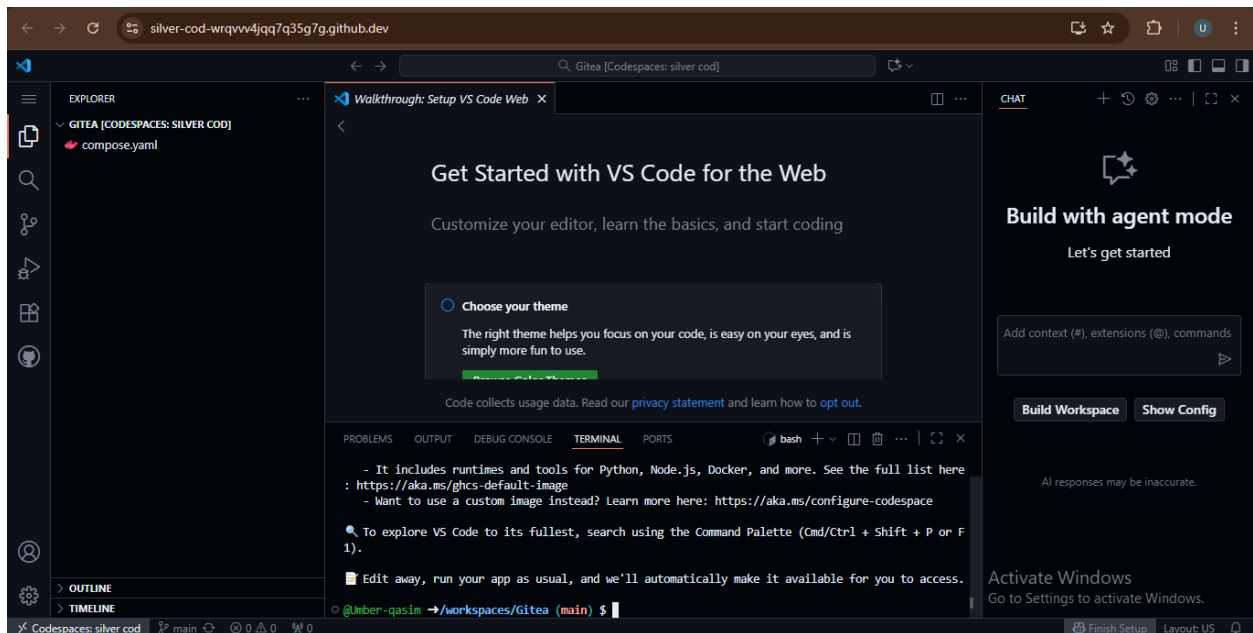 silver-cod-wrqvvv4jqq7q35g7g.github.dev
U
Gitea [Codespaces: silver cod]
EXPLORER
GITEA [CODESPACES: SILVER COD]
compose.yaml
OUTLINE
TIMELINE
Walkthrough: Setup VS Code Web
Get Started with VS Code for the Web
Customize your editor, learn the basics, and start coding
Choose your theme
The right theme helps you focus on your code, is easy on your eyes, and is
simply more fun to use.
Browse Color Themes
Code collects usage data. Read our privacy statement and learn how to opt out.
PROBLEMS OUTPUT DEBUG CONSOLE TERMINAL PORTS bash
- It includes runtimes and tools for Python, Node.js, Docker, and more. See the full list here
: https://aka.ms/ghcs-default-image
- Want to use a custom image instead? Learn more here: https://aka.ms/configure-codespace
To explore VS Code to its fullest, search using the Command Palette (Cmd/Ctrl + Shift + P or F
1).
Edit away, run your app as usual, and we'll automatically make it available for you to access.
@Umber-qasim ➜/workspaces/Gitea (main) $
CHAT
Build with agent mode
Let's get started
Add context (#), extensions (@), commands
Build Workspace Show Config
AI responses may be inaccurate.
Activate Windows
Go to Settings to activate Windows.
Codespaces: silver cod main 0 0 0 Finish Setup Layout: US